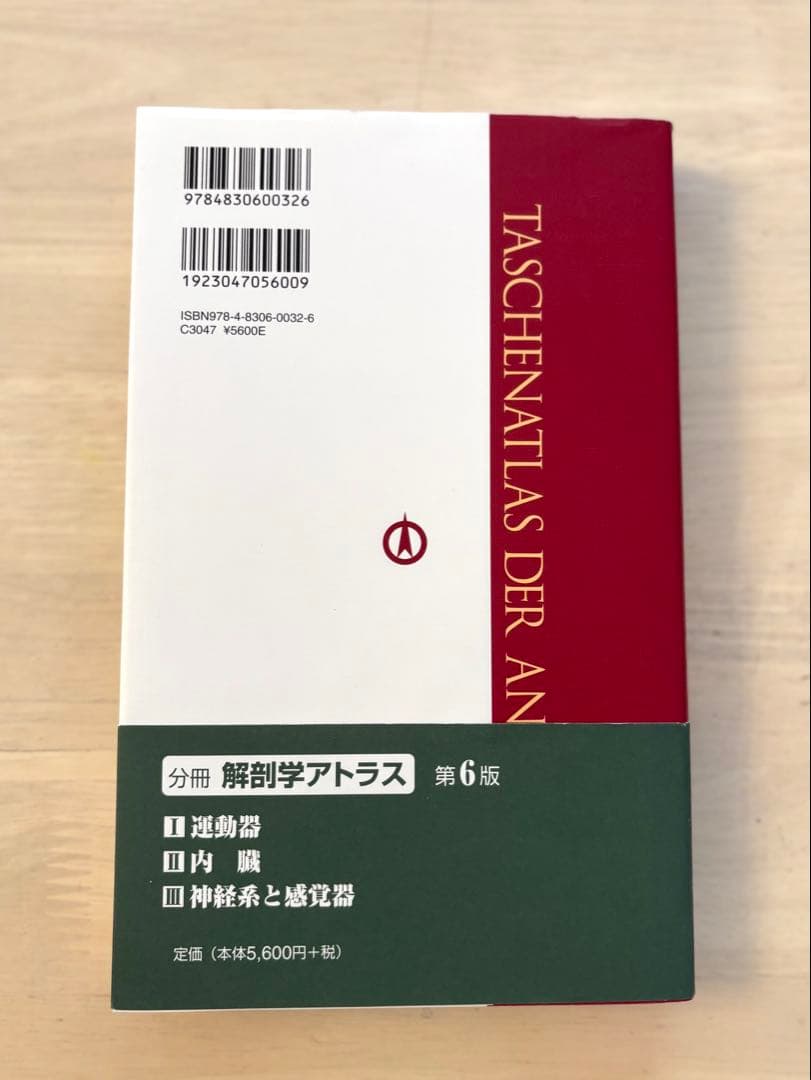 9784830600326
1923047056009
ISBN978-4-8306-0032-6
C3047 ¥5600E
TASCHENATLAS DER AN
分冊 解剖学アトラス 第6版
Ⅰ 運動器
Ⅱ 内 臓
Ⅲ 神経系と感覚器
定価(本体5,600円+税)